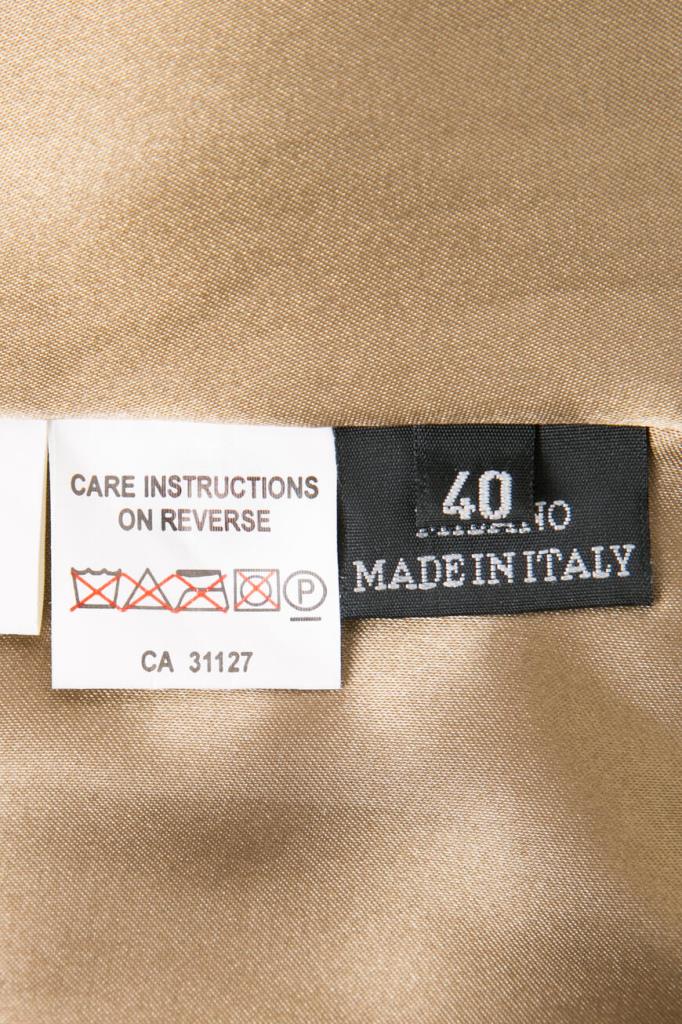 CARE INSTRUCTIONS
ON REVERSE
P
CA 31127
40
MADE IN ITALY